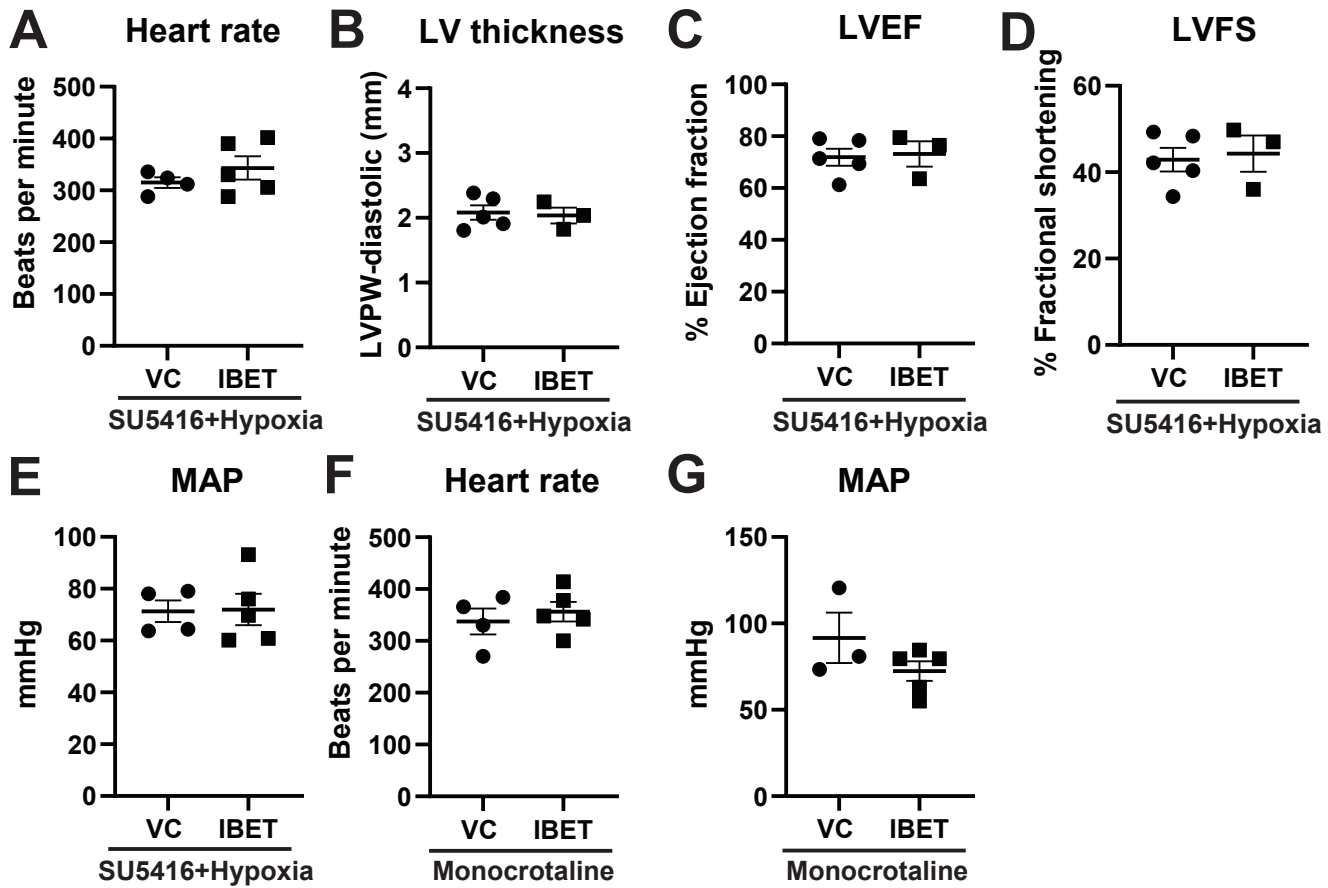 A Heart rate
Beats per minute
500
400
300
200
100
0
VC IBET
SU5416+Hypoxia
B LV thickness
LVPW-diastolic (mm)
4
3
2
1
0
VC IBET
SU5416+Hypoxia
C LVEF
% Ejection fraction
100
80
60
40
20
0
VC IBET
SU5416+Hypoxia
D LVFS
% Fractional shortening
60
40
20
0
VC IBET
SU5416+Hypoxia
E MAP
mmHg
100
80
60
40
20
0
VC IBET
SU5416+Hypoxia
F Heart rate
Beats per minute
500
400
300
200
100
0
VC IBET
Monocrotaline
G MAP
mmHg
150
100
50
0
VC IBET
Monocrotaline